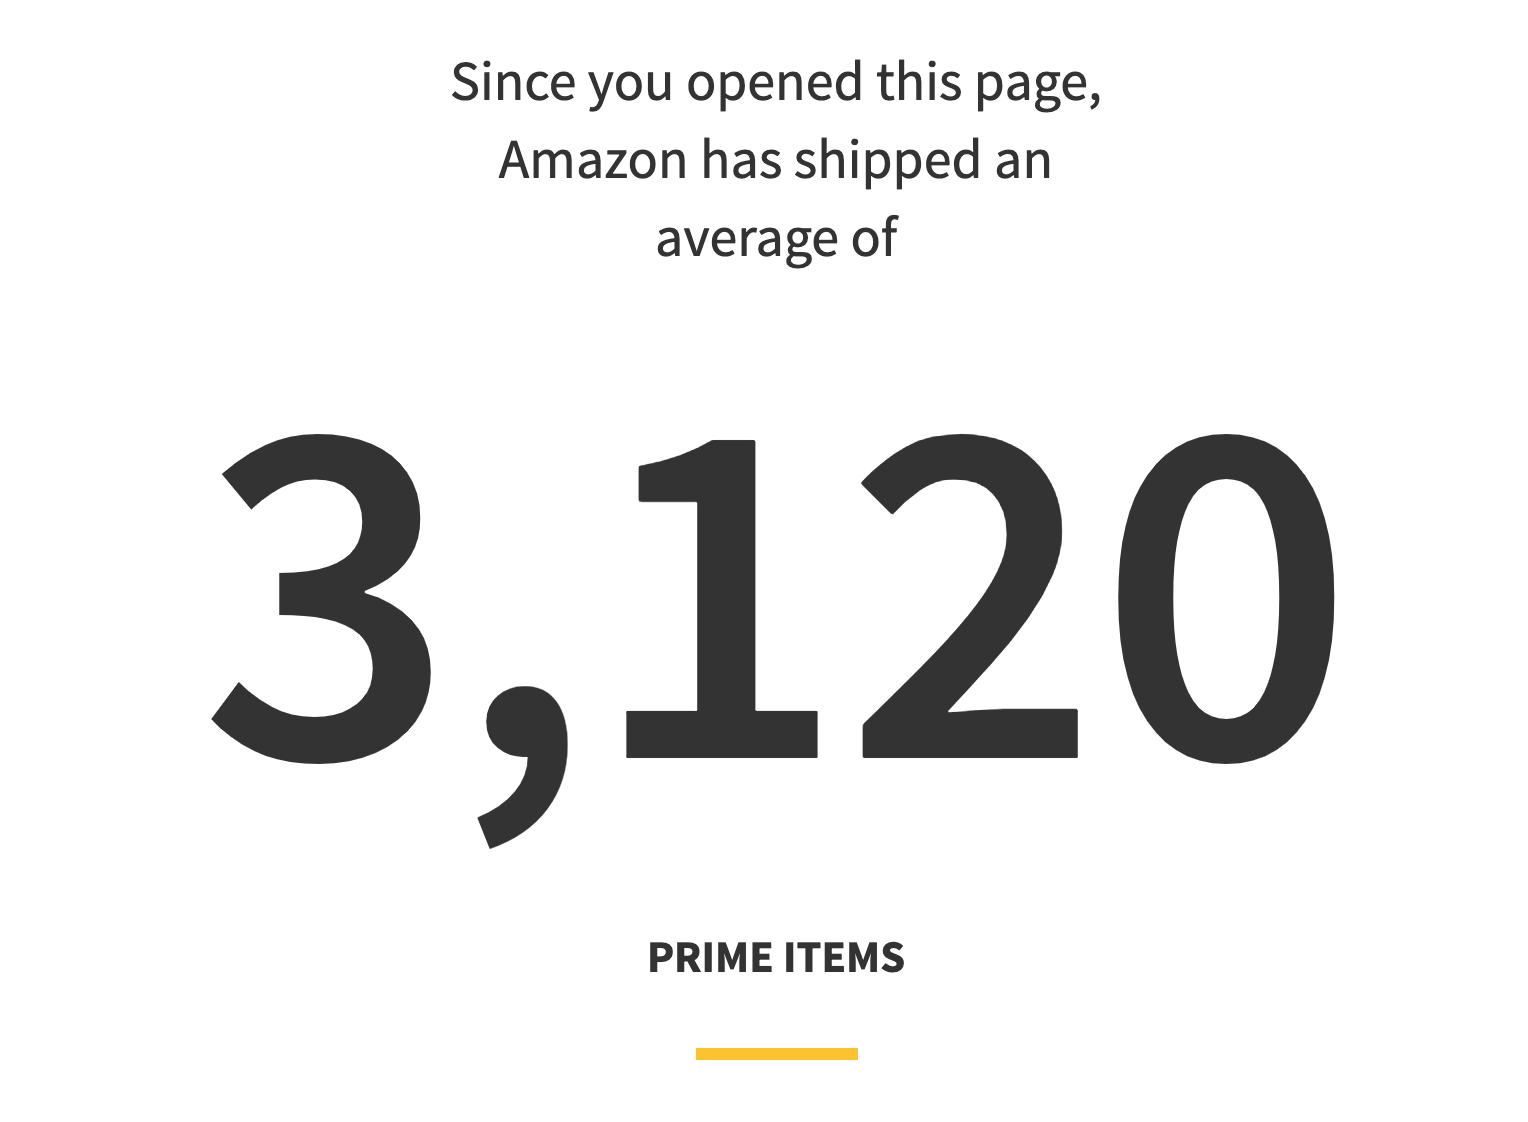 Since you opened this page,
Amazon has shipped an
average of
3,120
PRIME ITEMS